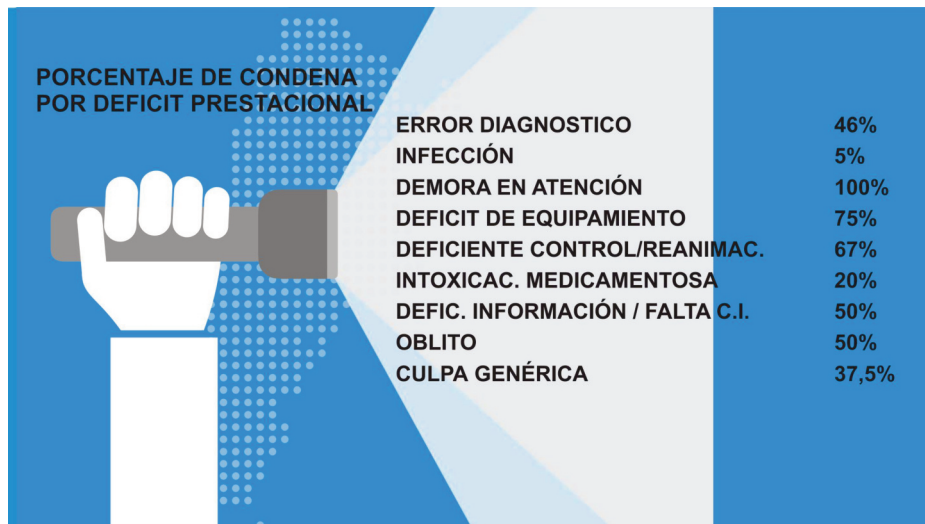 PORCENTAJE DE CONDENA
POR DEFICIT PRESTACIONAL
ERROR DIAGNOSTICO 46%
INFECCIÓN 5%
DEMORA EN ATENCIÓN 100%
DEFICIT DE EQUIPAMIENTO 75%
DEFICIENTE CONTROL/REANIMAC. 67%
INTOXICAC. MEDICAMENTOSA 20%
DEFIC. INFORMACIÓN / FALTA C.I. 50%
OBLITO 50%
CULPA GENÉRICA 37,5%